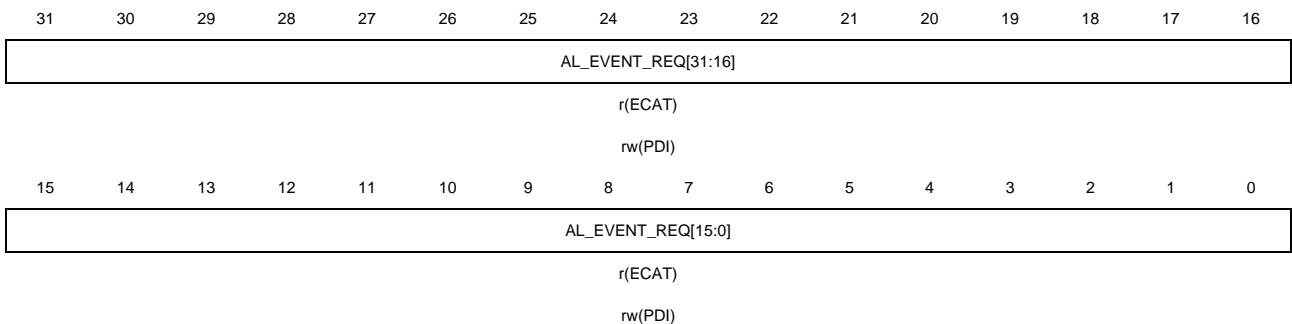 31 30 29 28 27 26 25 24 23 22 21 20 19 18 17 16
AL_EVENT_REQ[31:16]
r(ECAT)
rw(PDI)
15 14 13 12 11 10 9 8 7 6 5 4 3 2 1 0
AL_EVENT_REQ[15:0]
r(ECAT)
rw(PDI)